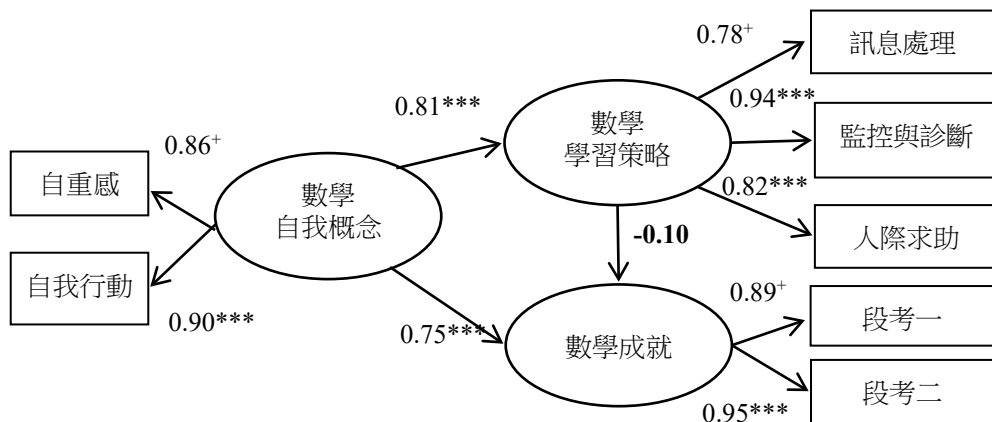 0.78+
訊息處理
0.81***
0.94***
數學
學習策略
監控與診斷
0.86+
自重感
數學
自我概念
0.82***
人際求助
-0.10
自我行動
0.90***
0.75***
數學成就
0.89+
段考一
0.95***
段考二